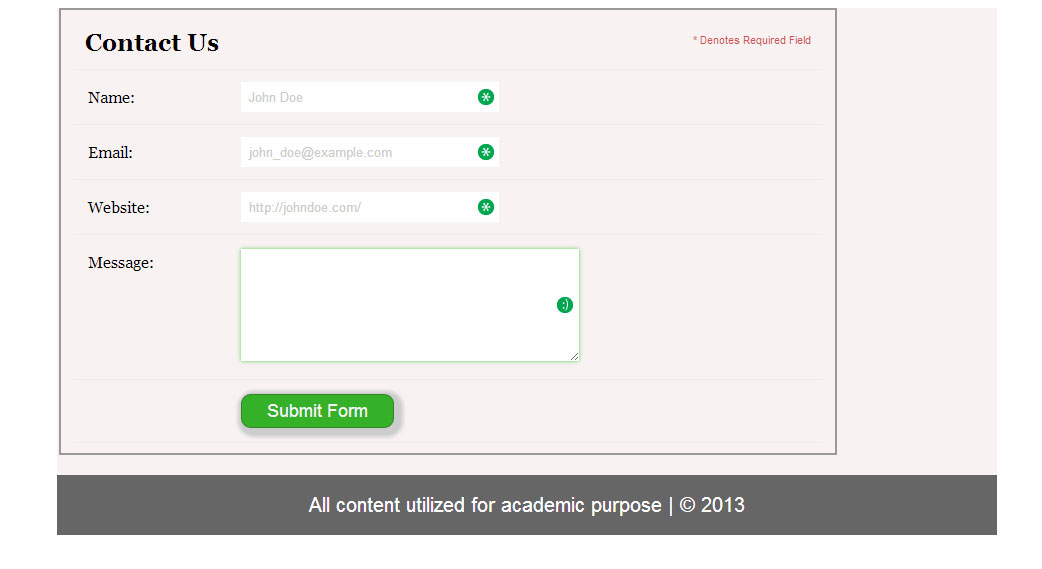 Contact Us
* Denotes Required Field
Name:
John Doe
*
Email:
john_doe@example.com
*
Website:
http://johndoe.com/
*
Message:
:)
Submit Form
All content utilized for academic purpose | © 2013